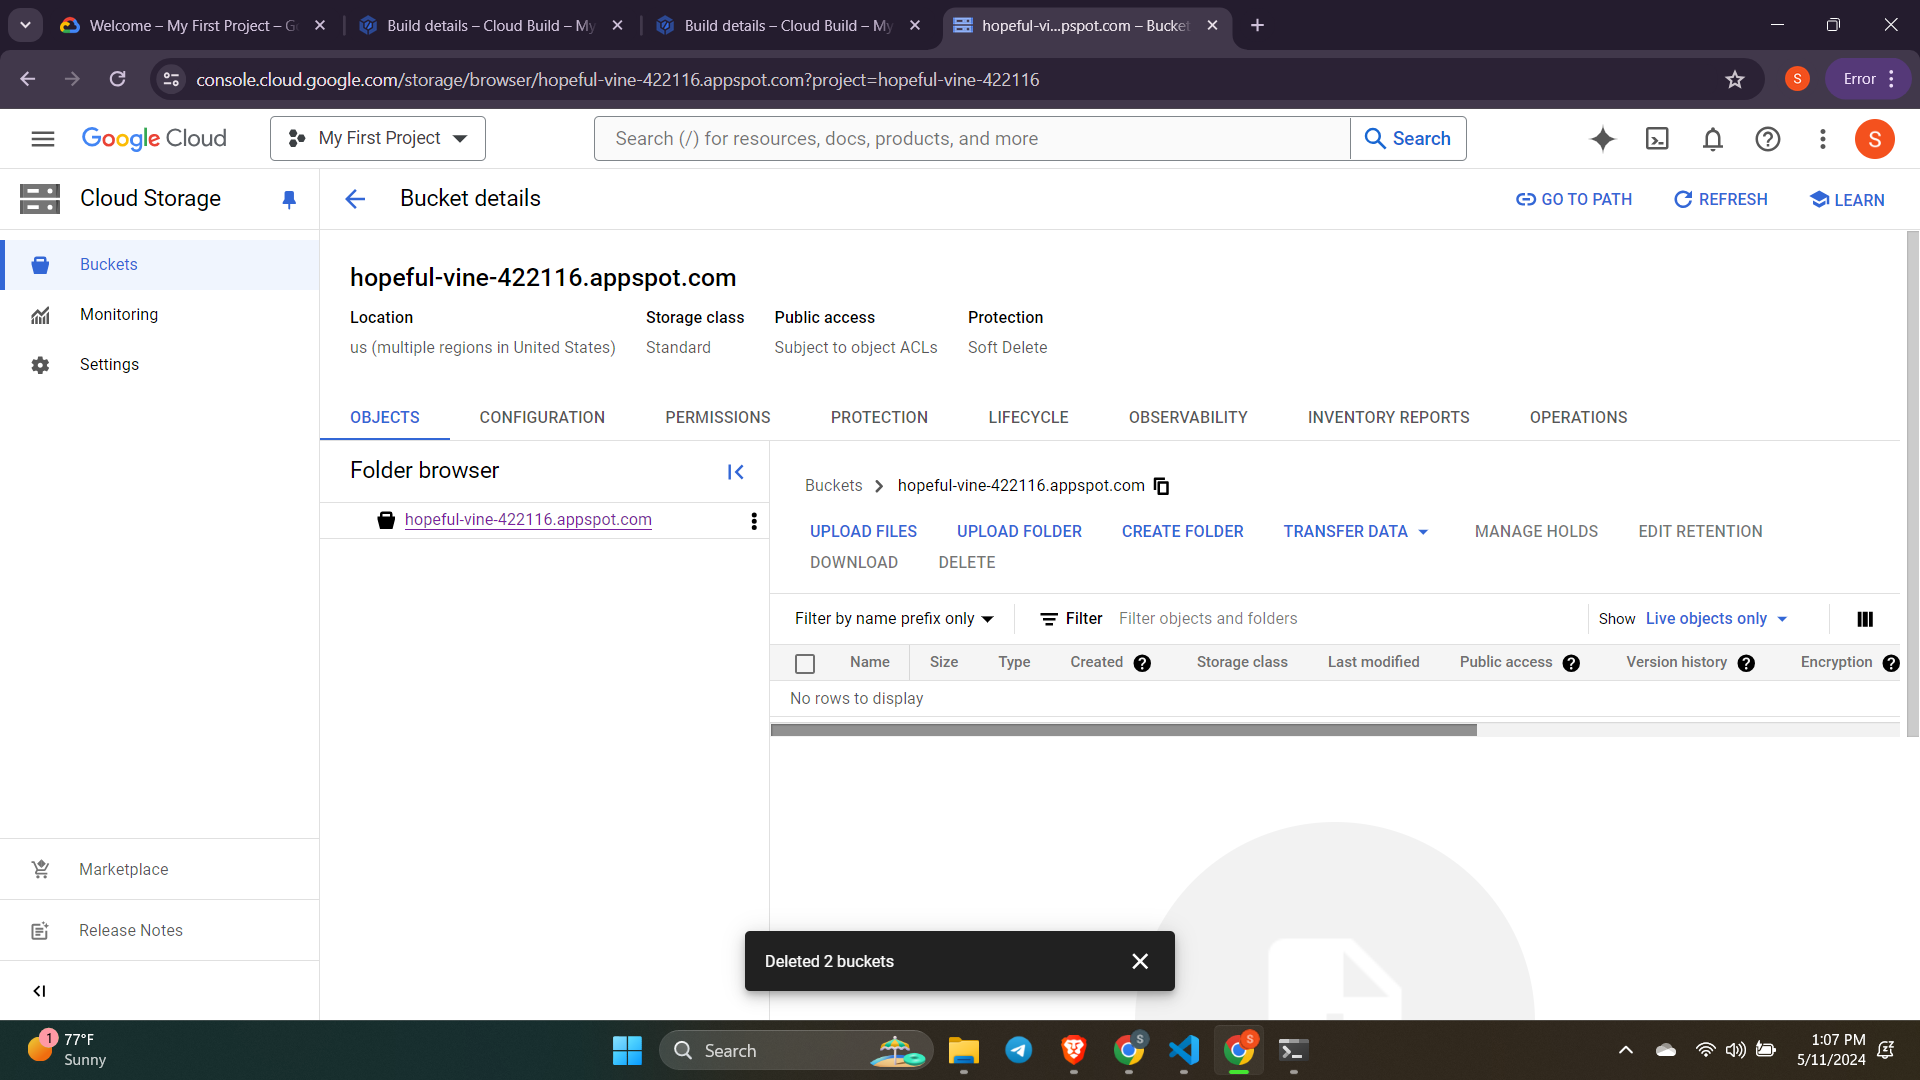 Welcome – My First Project – G
Build details – Cloud Build – My
Build details – Cloud Build – My
hopeful-vi...pspot.com – Bucket
console.cloud.google.com/storage/browser/hopeful-vine-422116.appspot.com?project=hopeful-vine-422116
S
Error
Google Cloud
My First Project
Search (/) for resources, docs, products, and more
Search
S
Cloud Storage
Bucket details
GO TO PATH
REFRESH
LEARN
Buckets
Monitoring
Settings
Marketplace
Release Notes
hopeful-vine-422116.appspot.com
Location Storage class Public access Protection
us (multiple regions in United States) Standard Subject to object ACLs Soft Delete
OBJECTS CONFIGURATION PERMISSIONS PROTECTION LIFECYCLE OBSERVABILITY INVENTORY REPORTS OPERATIONS
Folder browser
hopeful-vine-422116.appspot.com
Buckets > hopeful-vine-422116.appspot.com
UPLOAD FILES UPLOAD FOLDER CREATE FOLDER TRANSFER DATA MANAGE HOLDS EDIT RETENTION
DOWNLOAD DELETE
Filter by name prefix only Filter Filter objects and folders Show Live objects only
Name Size Type Created Storage class Last modified Public access Version history Encryption
No rows to display
Deleted 2 buckets
1
77°F
Sunny
Search
S
S
1:07 PM
5/11/2024